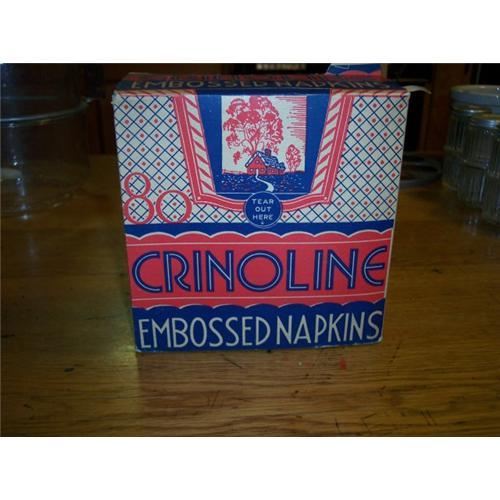 EMBOSSED NAPKINS
80
TEAR
OUT
HERE
CRINOLINE
EMBOSSED NAPKINS